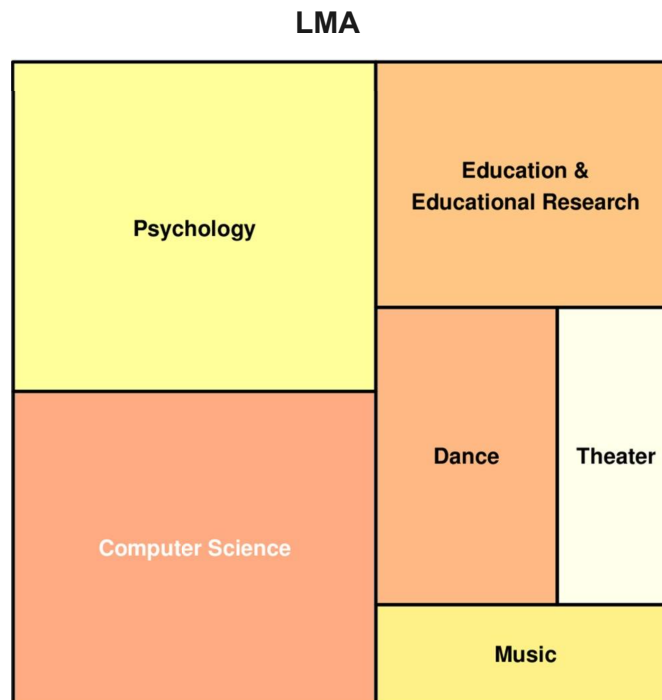 LMA
Psychology
Education &
Educational Research
Dance
Theater
Computer Science
Music